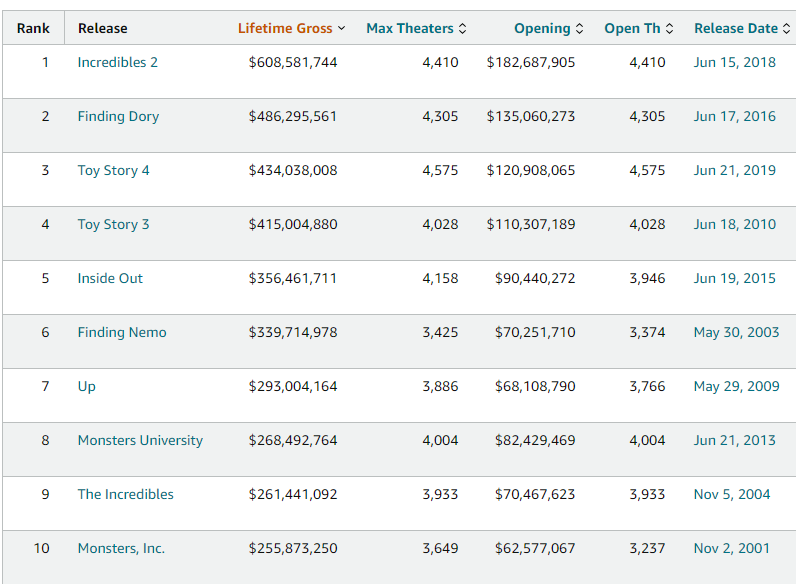 Rank Release Lifetime Gross Max Theaters Opening Open Th Release Date
1 Incredibles 2 $608,581,744 4,410 $182,687,905 4,410 Jun 15, 2018
2 Finding Dory $486,295,561 4,305 $135,060,273 4,305 Jun 17, 2016
3 Toy Story 4 $434,038,008 4,575 $120,908,065 4,575 Jun 21, 2019
4 Toy Story 3 $415,004,880 4,028 $110,307,189 4,028 Jun 18, 2010
5 Inside Out $356,461,711 4,158 $90,440,272 3,946 Jun 19, 2015
6 Finding Nemo $339,714,978 3,425 $70,251,710 3,374 May 30, 2003
7 Up $293,004,164 3,886 $68,108,790 3,766 May 29, 2009
8 Monsters University $268,492,764 4,004 $82,429,469 4,004 Jun 21, 2013
9 The Incredibles $261,441,092 3,933 $70,467,623 3,933 Nov 5, 2004
10 Monsters, Inc. $255,873,250 3,649 $62,577,067 3,237 Nov 2, 2001